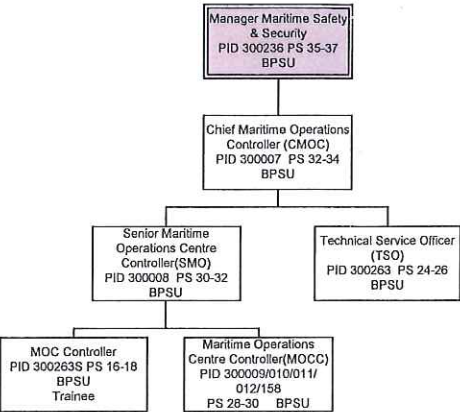 Manager Maritime Safety
& Security
PID 300236 PS 35-37
BPSU
Chief Maritime Operations
Controller (CMOC)
PID 300007 PS 32-34
BPSU
Senior Maritime
Operations Centre
Controller(SMO)
PID 300008 PS 30-32
BPSU
Technical Service Officer
(TSO)
PID 300263 PS 24-26
BPSU
MOC Controller
PID 300263S PS 16-18
BPSU
Trainee
Maritime Operations
Centre Controller(MOCC)
PID 300009/010/011/
012/158
PS 28-30 BPSU